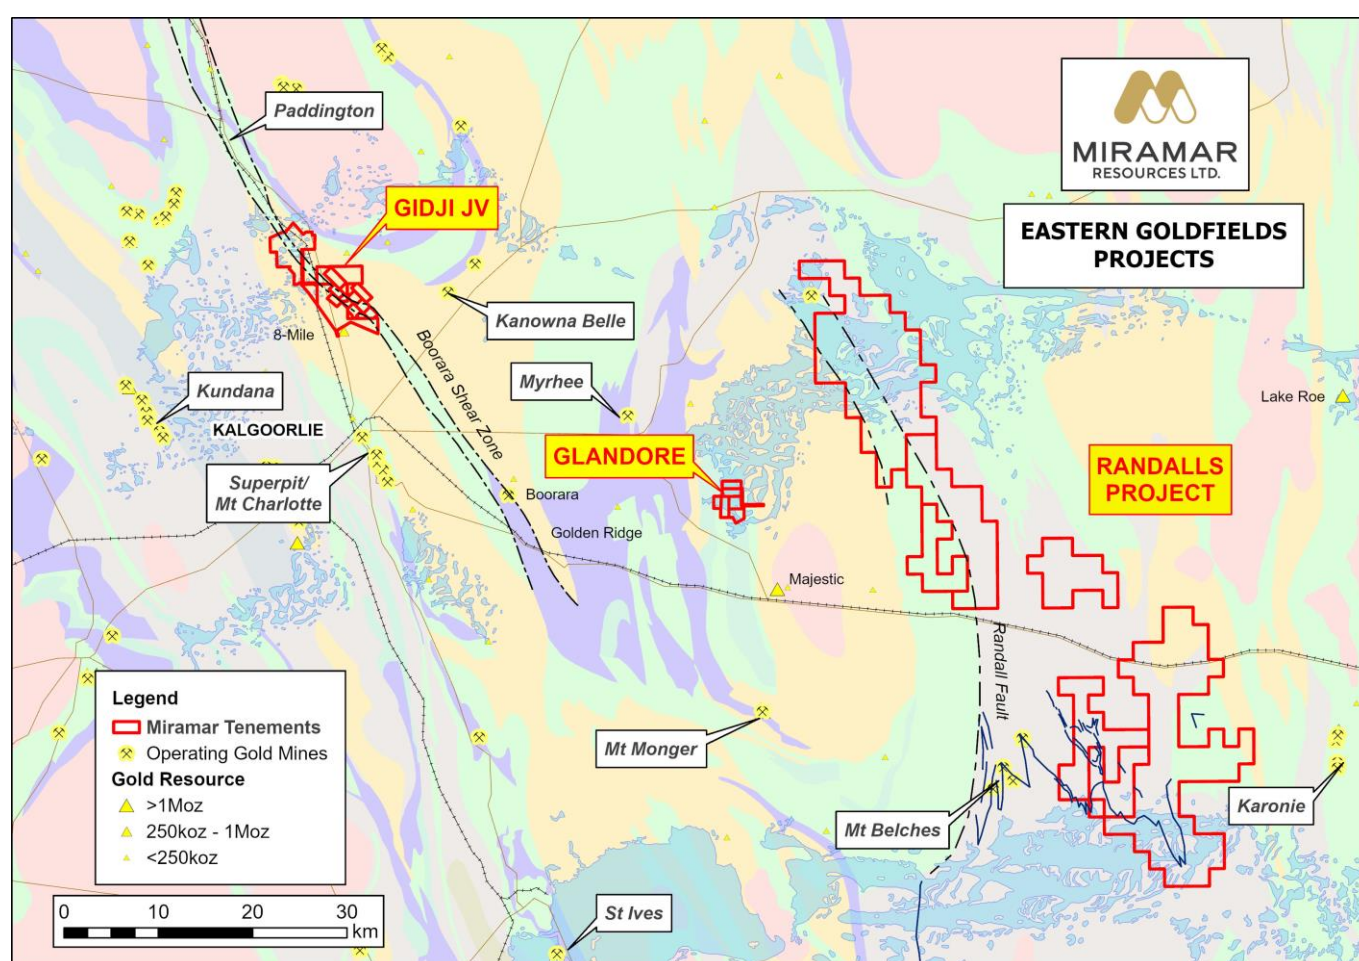 Paddington
GIDJI JV
MIRAMAR
RESOURCES LTD.
EASTERN GOLDFIELDS
PROJECTS
Kanowna Belle
8-Mile
Boorara Shear Zone
Myrhee
Kundana
KALGOORLIE
Lake Roe
GLANDORE
RANDALLS
PROJECT
Superpit/
Mt Charlotte
Boorara
Golden Ridge
Majestic
Randall Fault
Legend
Miramar Tenements
Operating Gold Mines
Gold Resource
>1Moz
250koz - 1Moz
<250koz
Mt Monger
Mt Belches
Karonie
St Ives
0 10 20 30
km